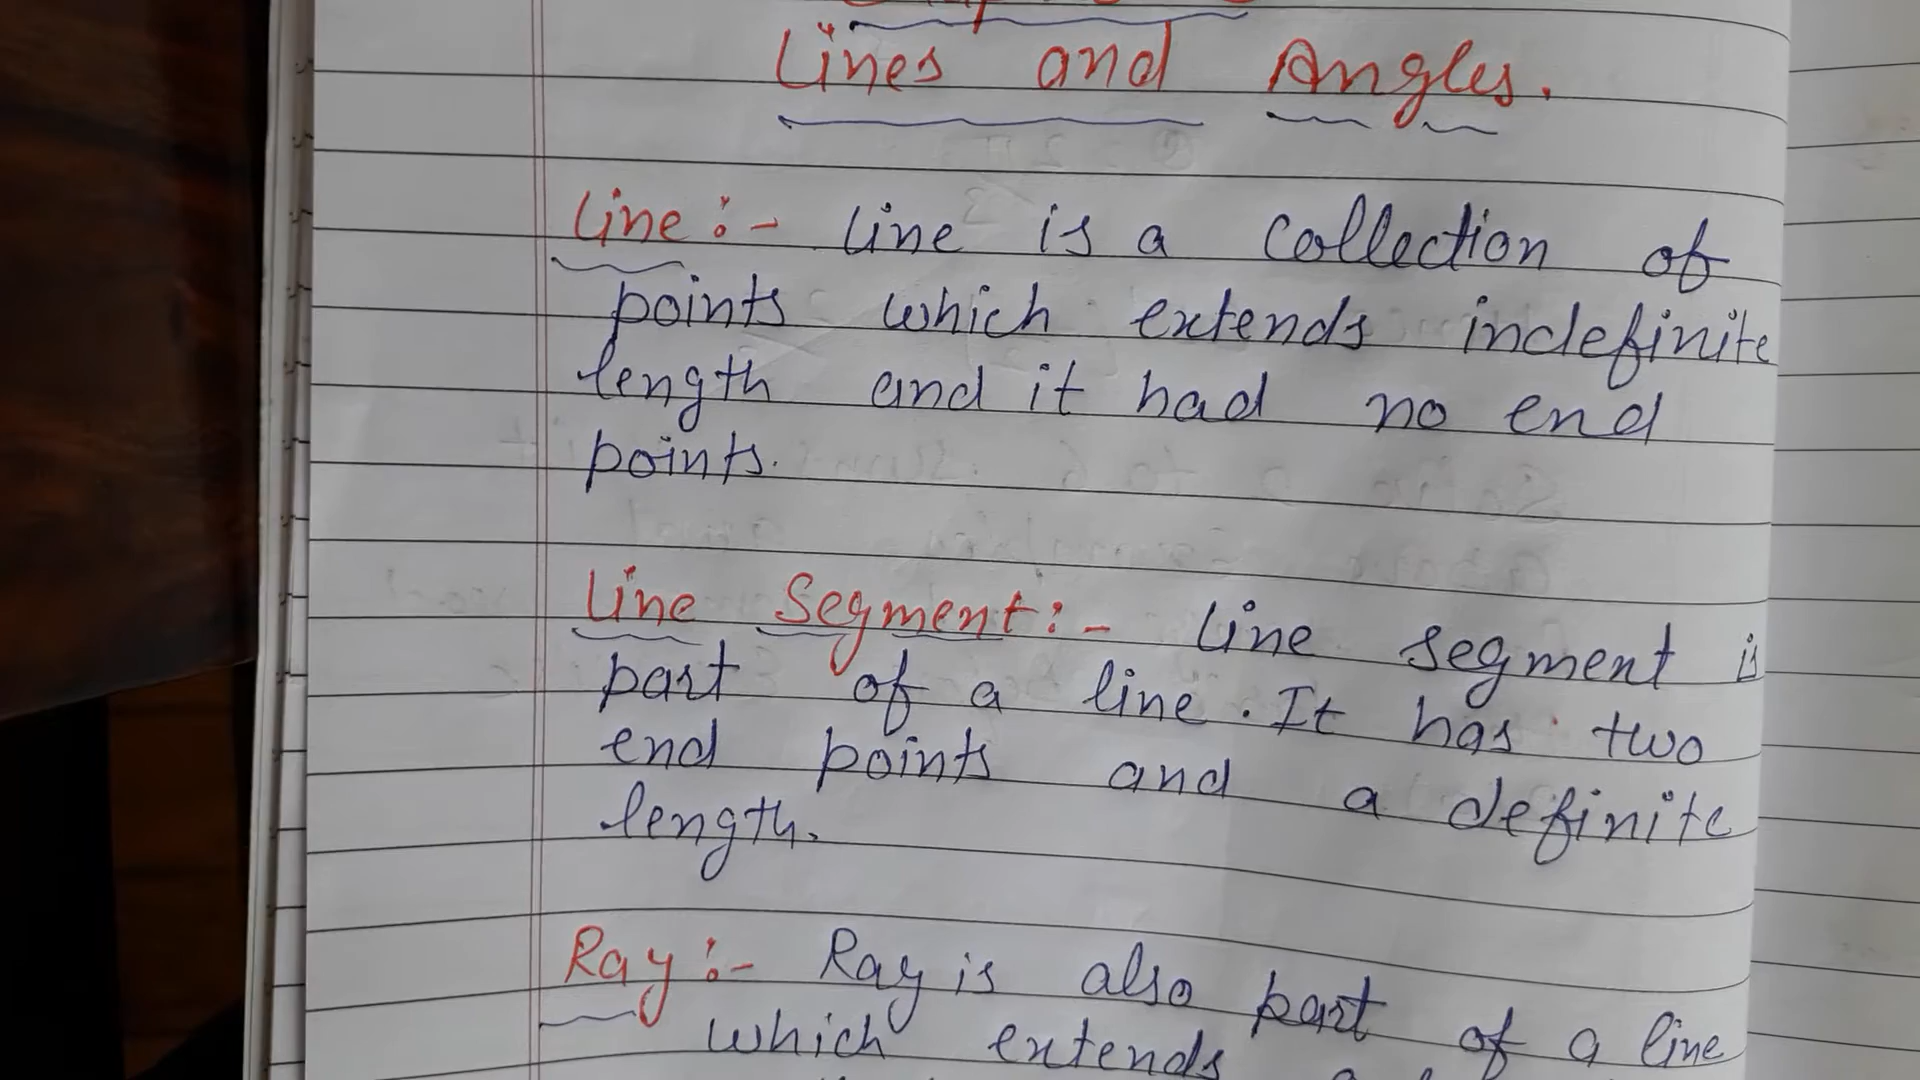 Lines and Angles.
Line:- Line is a Collection of
points which extends indefinite
length and it had no end
points.
Line Segment:- Line segment is
part of a line. It has two
end points and a definite
length.
Ray:- Ray is also part of a line
which extends